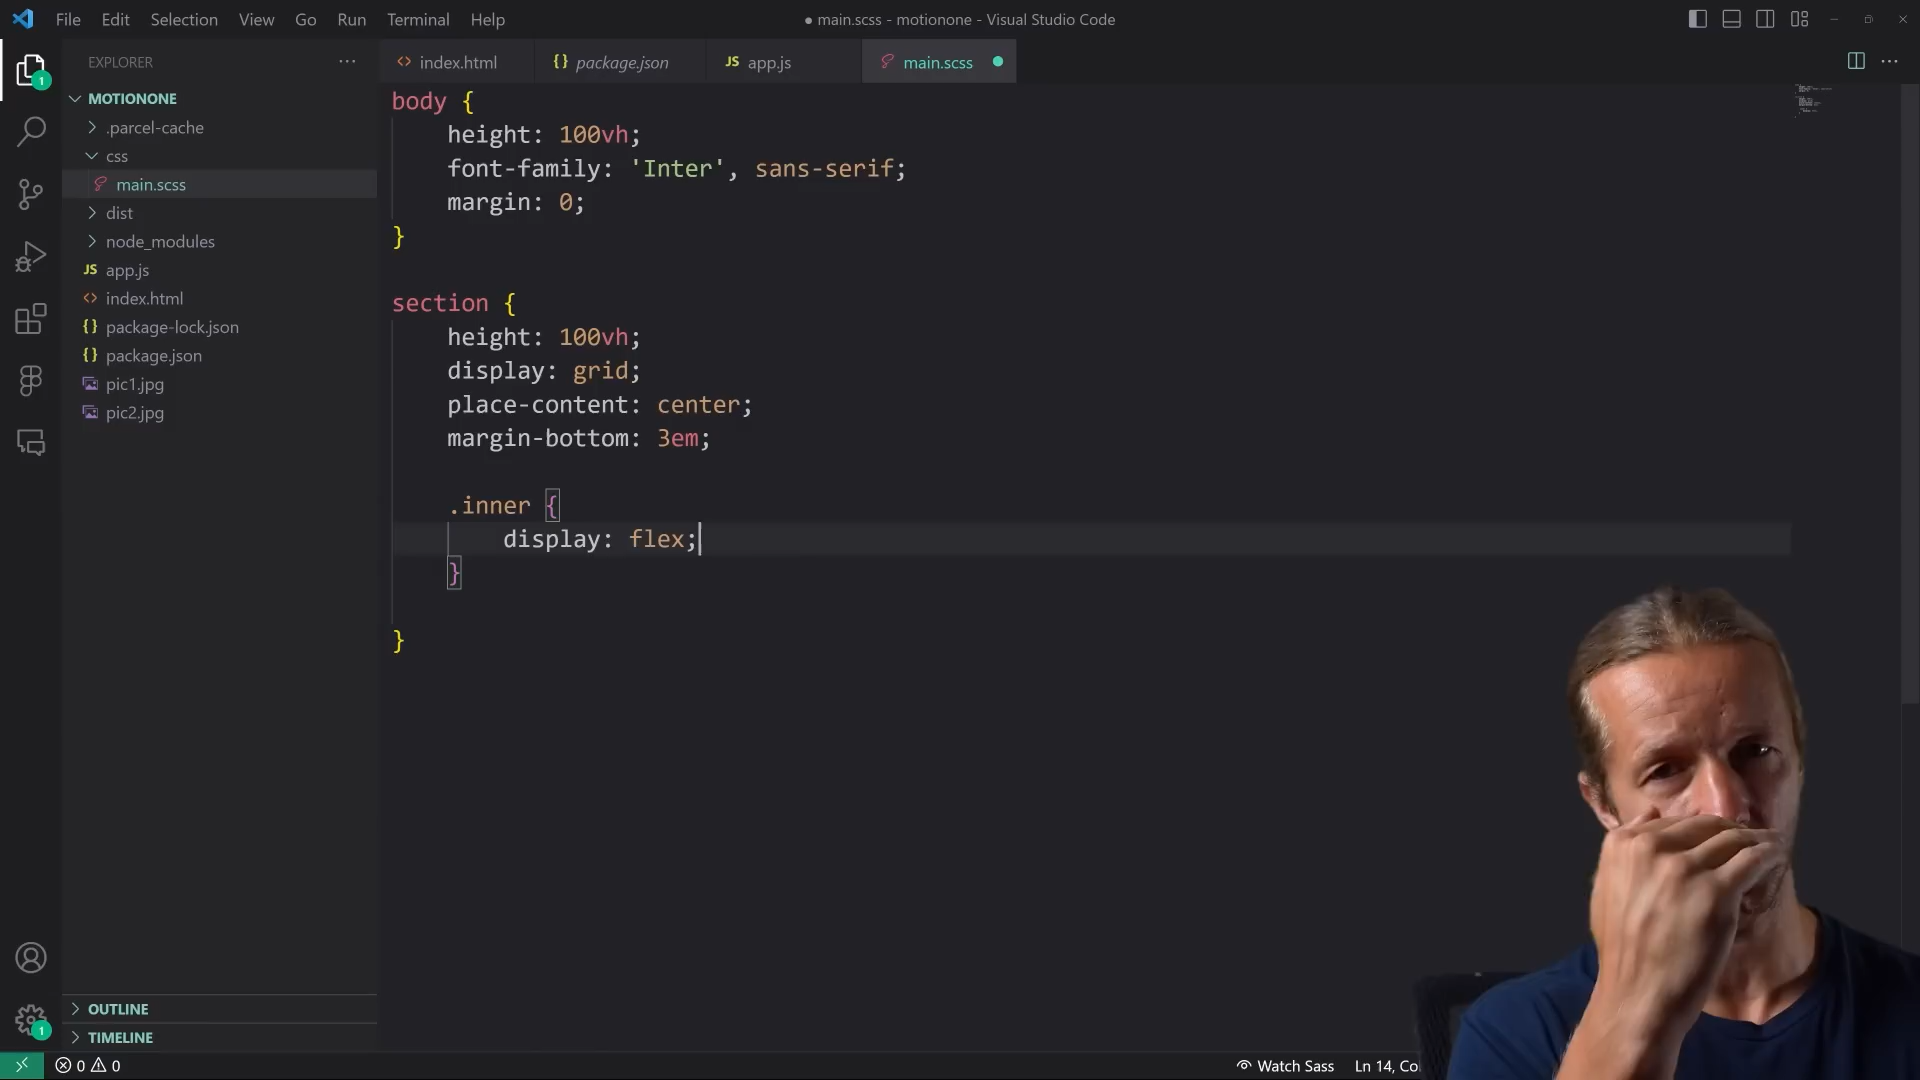 File Edit Selection View Go Run Terminal Help
● main.scss - motionone - Visual Studio Code
EXPLORER
index.html
{} package.json
JS app.js
main.scss
MOTIONONE
.parcel-cache
css
main.scss
dist
node_modules
JS app.js
index.html
{} package-lock.json
{} package.json
pic1.jpg
pic2.jpg
1
body {
height: 100vh;
font-family: 'Inter', sans-serif;
margin: 0;
}
section {
height: 100vh;
display: grid;
place-content: center;
margin-bottom: 3em;
.inner {
display: flex;
}
}
OUTLINE
1
TIMELINE
0 0
Watch Sass
Ln 14, Co